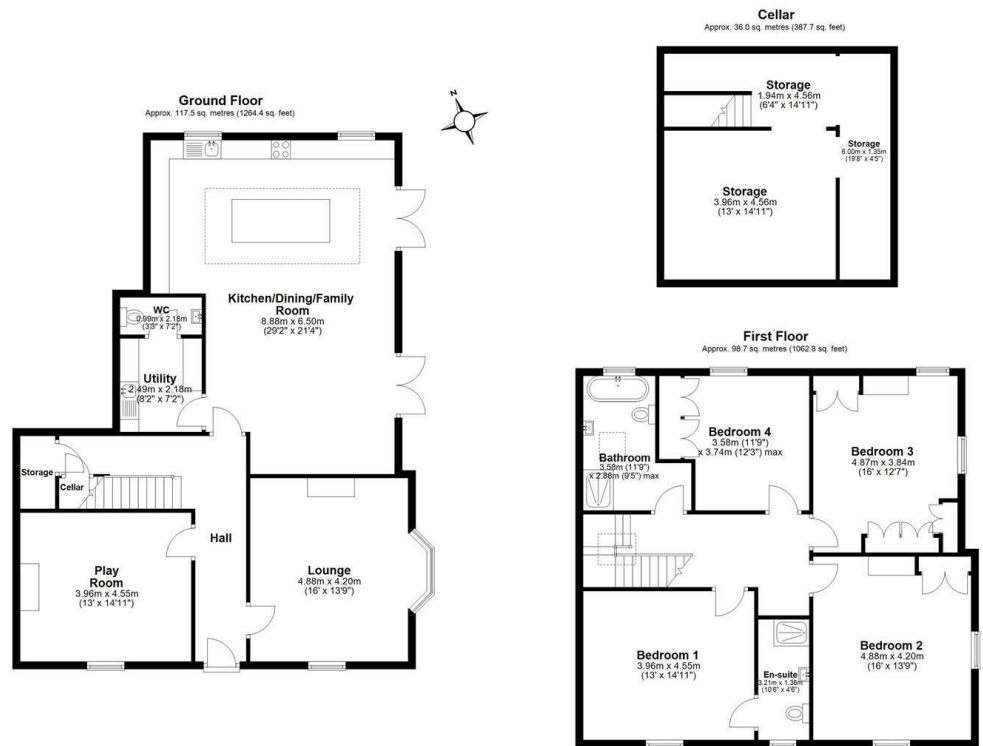 Cellar
Approx. 36.0 sq. metres (387.7 sq. feet)
Storage
1.94m x 4.56m
(6'4" x 14'11")
Storage
6.00m x 1.35m
(19'8" x 4'5")
Storage
3.96m x 4.56m
(13' x 14'11")
Ground Floor
Approx. 117.5 sq. metres (1264.4 sq. feet)
N
Kitchen/Dining/Family
Room
8.88m x 6.50m
(29'2" x 21'4")
WC
0.99m x 2.18m
(3'3" x 7'2")
Utility
2.49m x 2.18m
(8'2" x 7'2")
Storage
Cellar
Hall
Play
Room
3.96m x 4.55m
(13' x 14'11")
Lounge
4.88m x 4.20m
(16' x 13'9")
First Floor
Approx. 98.7 sq. metres (1062.8 sq. feet)
Bathroom
3.58m (11'9")
x 2.88m (9'5") max
Bedroom 4
3.58m (11'9")
x 3.74m (12'3") max
Bedroom 3
4.87m x 3.84m
(16' x 12'7")
Bedroom 1
3.96m x 4.55m
(13' x 14'11")
En-suite
3.21m x 1.36m
(10'6" x 4'6")
Bedroom 2
4.88m x 4.20m
(16' x 13'9")